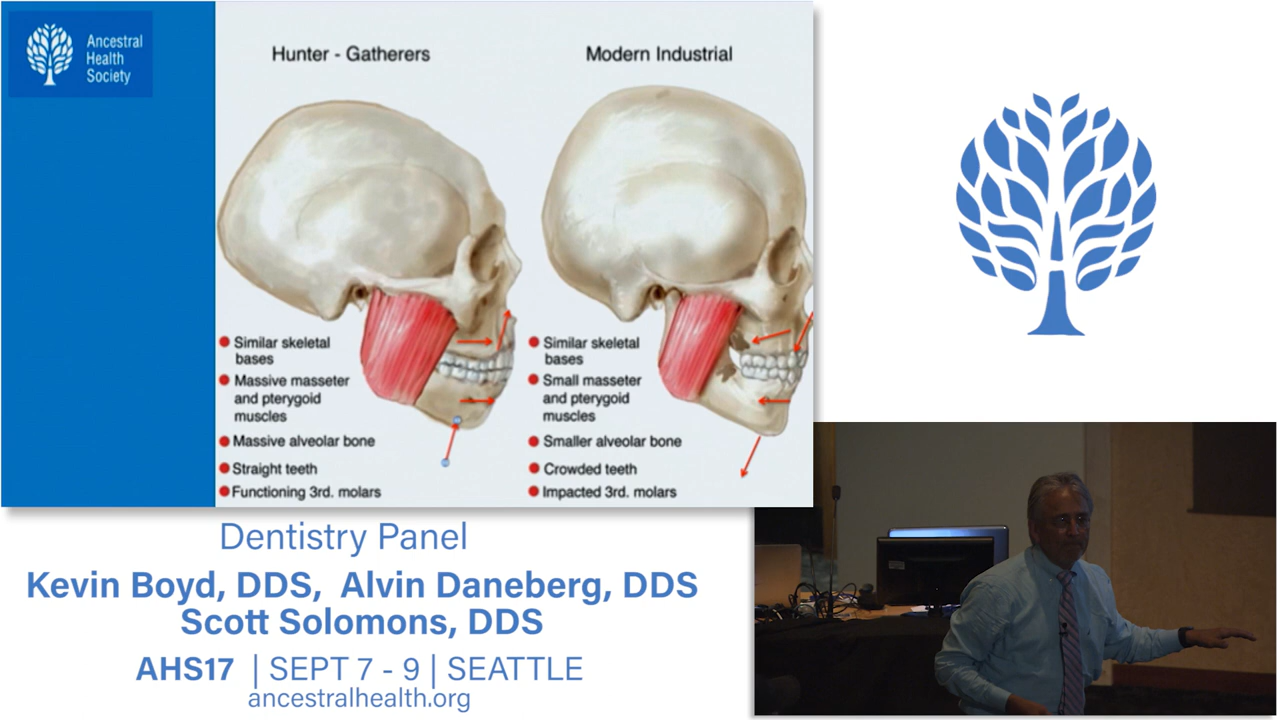 Ancestral
Health
Society
Hunter - Gatherers
Similar skeletal
bases
Massive masseter
and pterygoid
muscles
Massive alveolar bone
Straight teeth
Functioning 3rd. molars
Modern Industrial
Similar skeletal
bases
Small masseter
and pterygoid
muscles
Smaller alveolar bone
Crowded teeth
Impacted 3rd. molars
Dentistry Panel
Kevin Boyd, DDS, Alvin Daneberg, DDS
Scott Solomons, DDS
AHS17 | SEPT 7 - 9 | SEATTLE
ancestralhealth.org